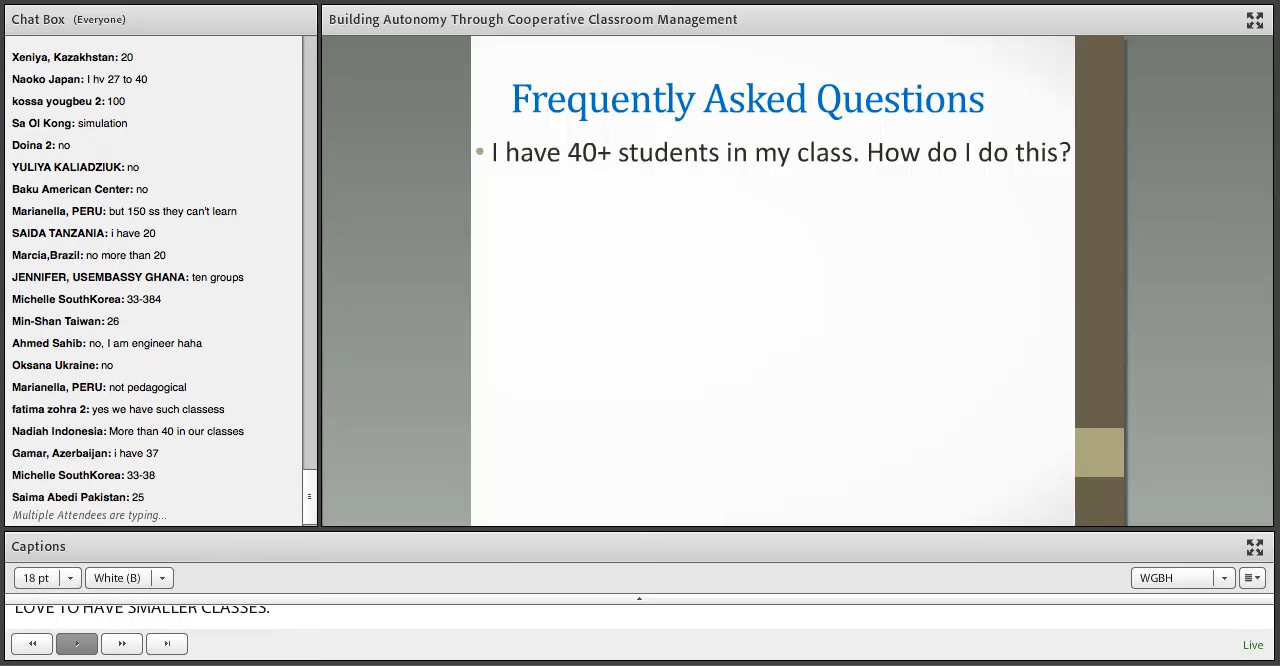 Chat Box (Everyone)
Xeniya, Kazakhstan: 20
Naoko Japan: I hv 27 to 40
kossa yougbeu 2: 100
Sa Ol Kong: simulation
Doina 2: no
YULIYA KALIADZIUK: no
Baku American Center: no
Marianella, PERU: but 150 ss they can't learn
SAIDA TANZANIA: i have 20
Marcia,Brazil: no more than 20
JENNIFER, USEMBASSY GHANA: ten groups
Michelle SouthKorea: 33-384
Min-Shan Taiwan: 26
Ahmed Sahib: no, I am engineer haha
Oksana Ukraine: no
Marianella, PERU: not pedagogical
fatima zohra 2: yes we have such classess
Nadiah Indonesia: More than 40 in our classes
Gamar, Azerbaijan: i have 37
Michelle SouthKorea: 33-38
Saima Abedi Pakistan: 25
Multiple Attendees are typing...
Building Autonomy Through Cooperative Classroom Management
Frequently Asked Questions
• I have 40+ students in my class. How do I do this?
Captions
18 pt
White (B)
WGBH
LOVE TO HAVE SMALLER CLASSES.
Live